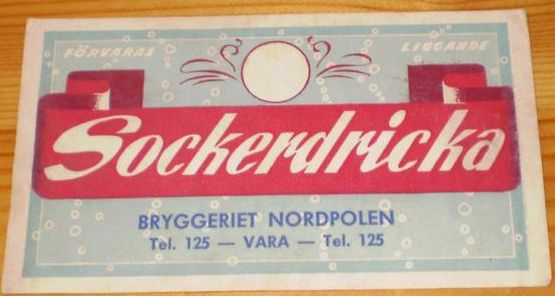 FÖRVARAS LIGGANDE
Sockerdricka
BRYGGERIET NORDPOLEN
Tel. 125 — VARA — Tel. 125